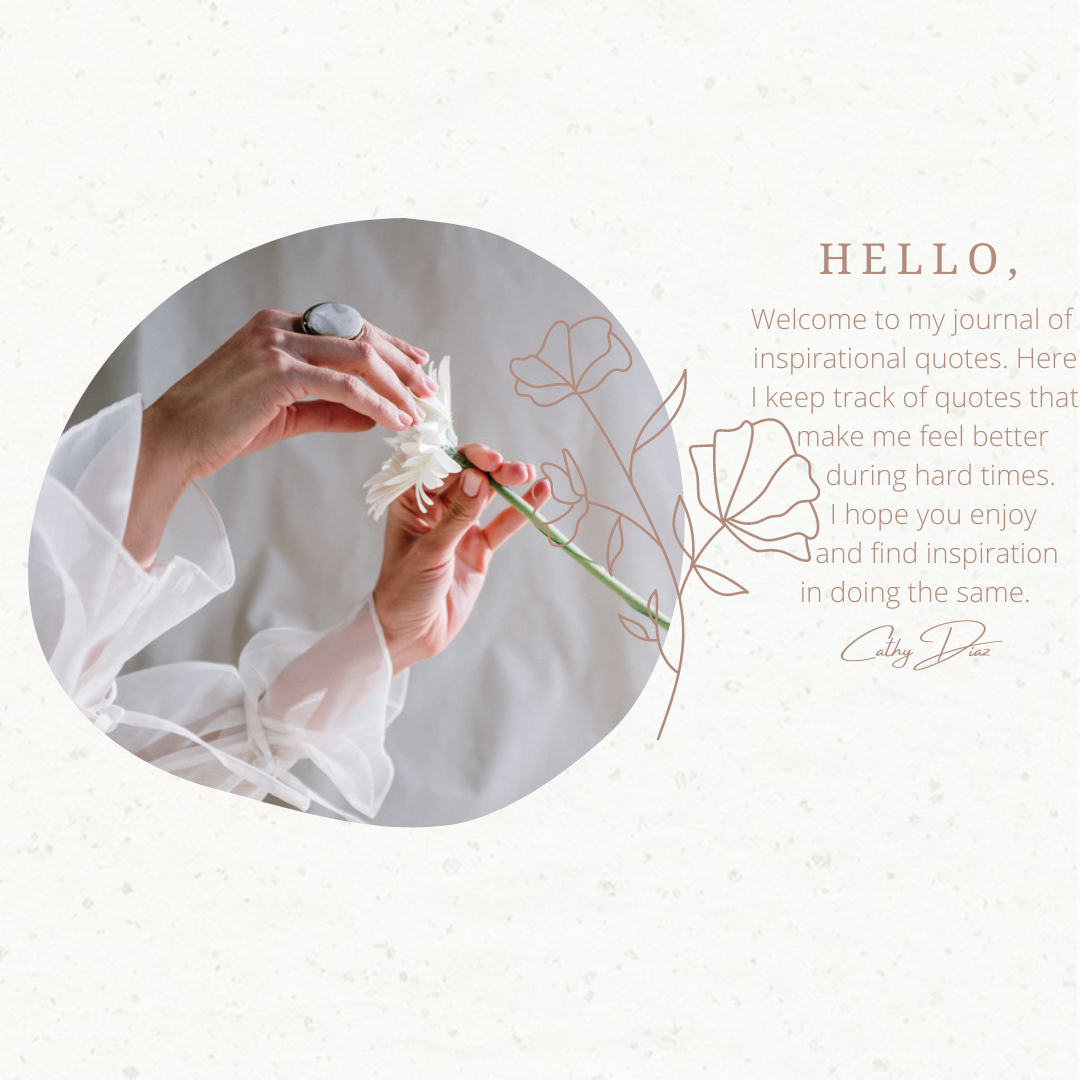 HELLO,
Welcome to my journal of
inspirational quotes. Here
I keep track of quotes that
make me feel better
during hard times.
I hope you enjoy
and find inspiration
in doing the same.
Cathy Diaz